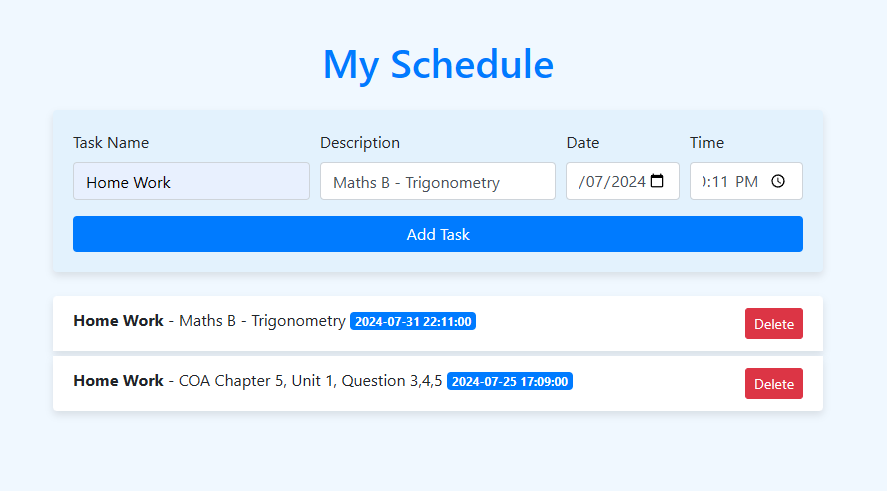 My Schedule
Task Name Description Date Time
Home Work Maths B - Trigonometry /07/2024 :11 PM
Add Task
Home Work - Maths B - Trigonometry 2024-07-31 22:11:00 Delete
Home Work - COA Chapter 5, Unit 1, Question 3,4,5 2024-07-25 17:09:00 Delete